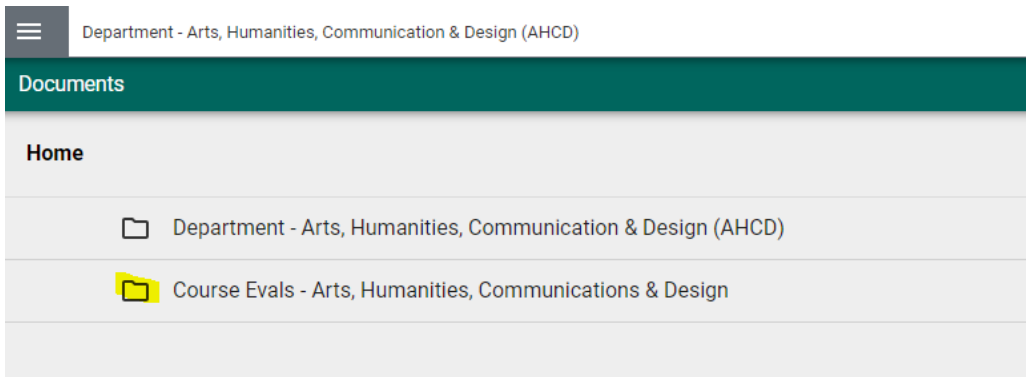 Department - Arts, Humanities, Communication & Design (AHCD)
Documents
Home
Department - Arts, Humanities, Communication & Design (AHCD)
Course Evals - Arts, Humanities, Communications & Design